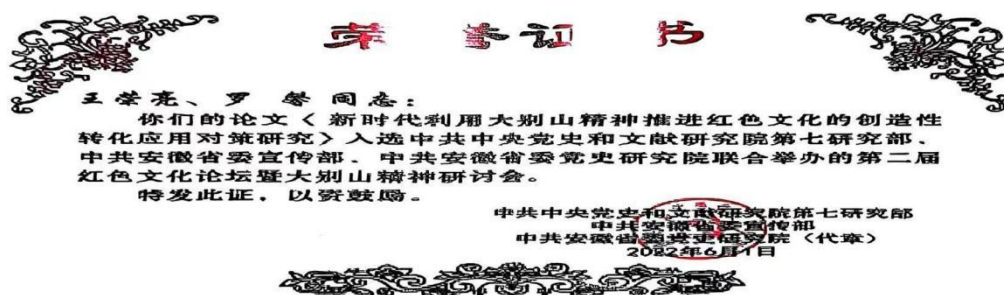 荣誉证书
王荣亮、罗 馨 同志：
你们的论文《 新时代利用大别山精神推进红色文化的创造性
转化应用对策研究》入选中共中央党史和文献研究院第七研究部、
中共安徽省委宣传部、中共安徽省委党史研究院联合举办的第二届
红色文化论坛暨大别山精神研讨会。
特发此证，以资鼓励。
中共中央党史和文献研究院第七研究部
中共安徽省委宣传部
中共安徽省委党史研究院（代章）
2022年6月1日